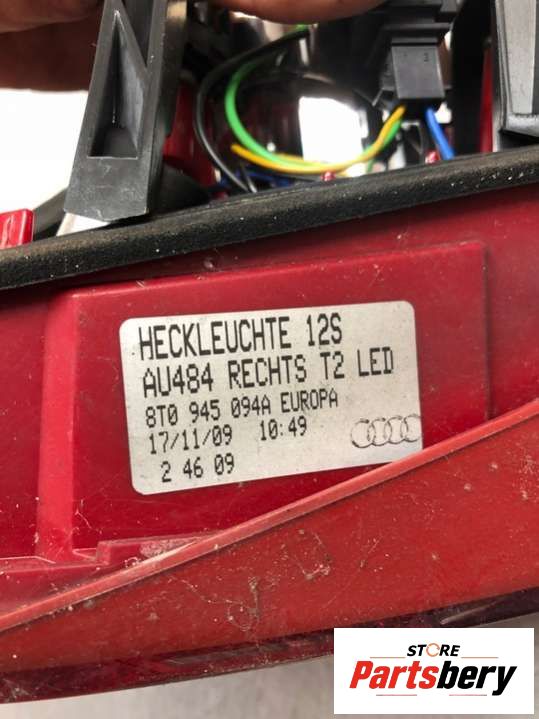 HECKLEUCHTE 12S
AU484 RECHTS T2 LED
8T0 945 094A EUROPA
17/11/09 10:49
2 46 09
STORE
Partsbery